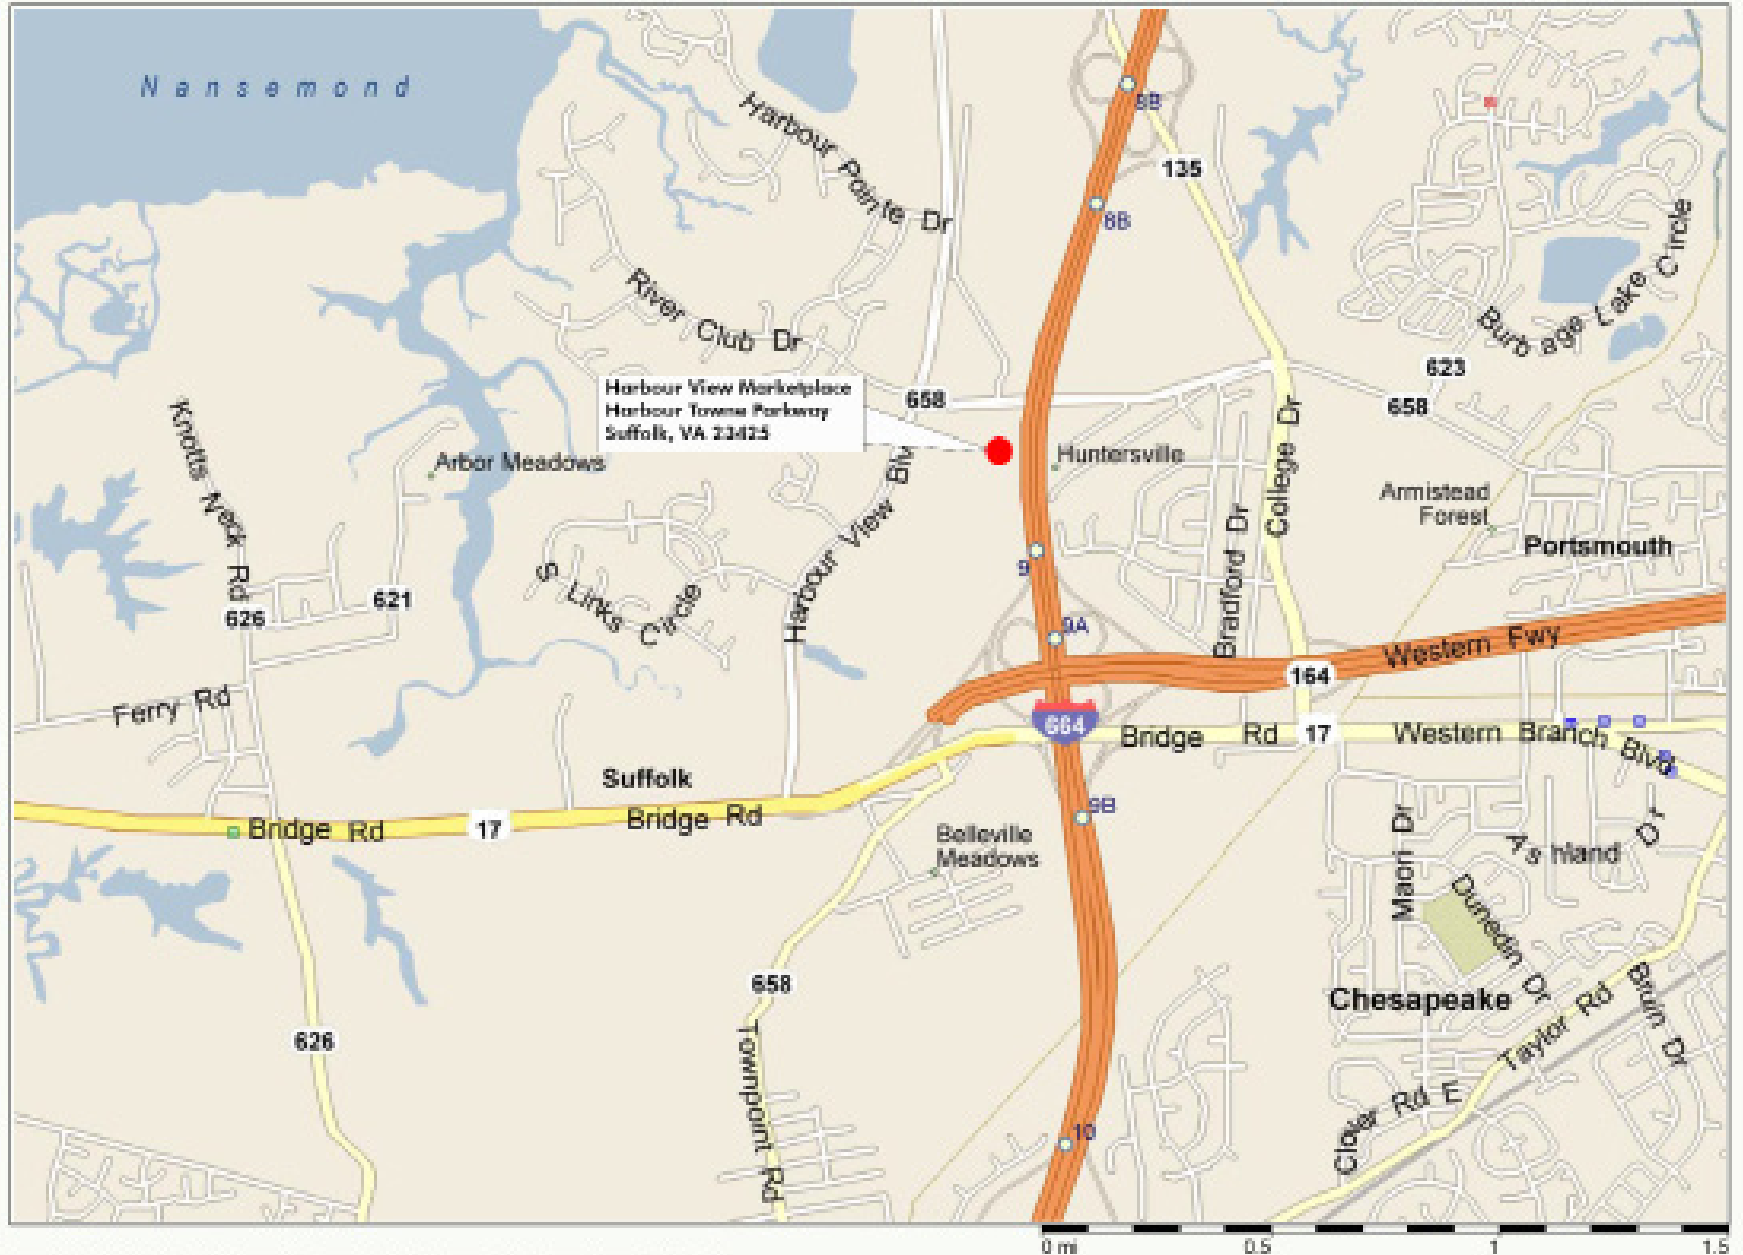 Nansemond
8B
Harbour Pointe Dr
135
8B
River Club Dr
Burbage Lake Circle
623
Harbour View Marketplace
Harbour Towne Parkway
Suffolk, VA 23425
658
658
Knotts Neck Rd
Arbor Meadows
Huntersville
College Dr
Armistead
Forest
Portsmouth
Harbour View Blv
Bradford Dr
9
S Links Circle
621
626
9A
Western Fwy
164
Ferry Rd
664
Bridge Rd
17
Western Branch Blvd
Suffolk
Bridge Rd
17
Bridge Rd
9B
Belleville
Meadows
Maori Dr
Ashland Dr
Dunedin Dr
658
Chesapeake
Taylor Rd
Bruin Dr
626
Townpoint Rd
Clover Rd E
10
0 mi
0.5
1
1.5